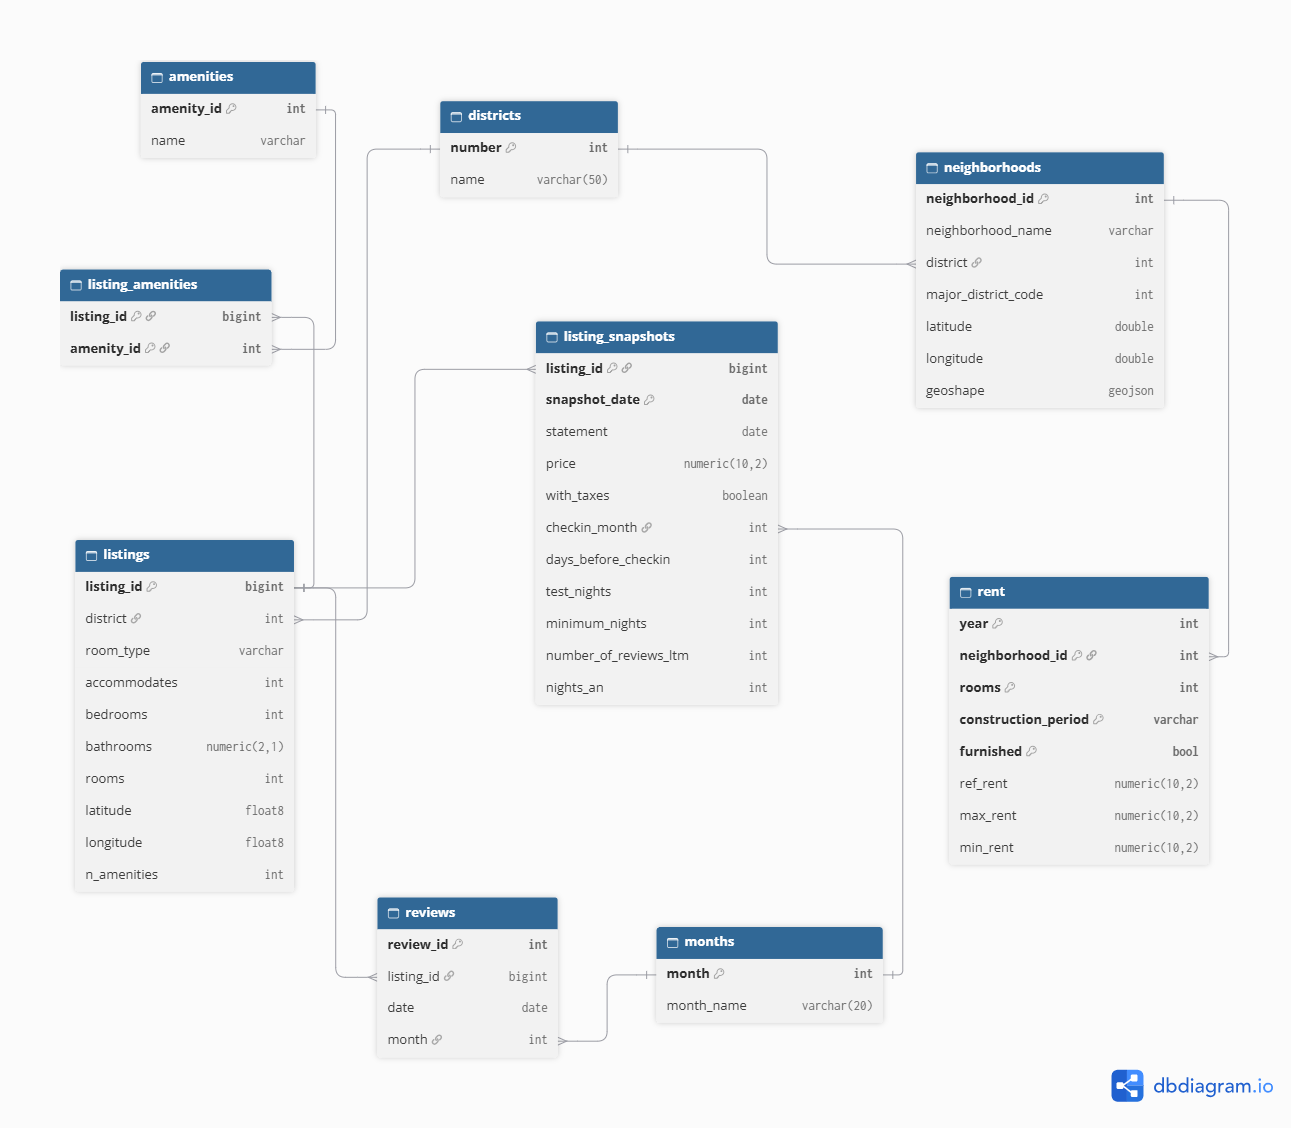 amenities
amenity_id int
name varchar
districts
number int
name varchar(50)
neighborhoods
neighborhood_id int
neighborhood_name varchar
district int
major_district_code int
latitude double
longitude double
geoshape geojson
listing_amenities
listing_id bigint
amenity_id int
listing_snapshots
listing_id bigint
snapshot_date date
statement date
price numeric(10,2)
with_taxes boolean
checkin_month int
days_before_checkin int
test_nights int
minimum_nights int
number_of_reviews_ltm int
nights_an int
listings
listing_id bigint
district int
room_type varchar
accommodates int
bedrooms int
bathrooms numeric(2,1)
rooms int
latitude float8
longitude float8
n_amenities int
rent
year int
neighborhood_id int
rooms int
construction_period varchar
furnished bool
ref_rent numeric(10,2)
max_rent numeric(10,2)
min_rent numeric(10,2)
reviews
review_id int
listing_id bigint
date date
month int
months
month int
month_name varchar(20)
dbdiagram.io